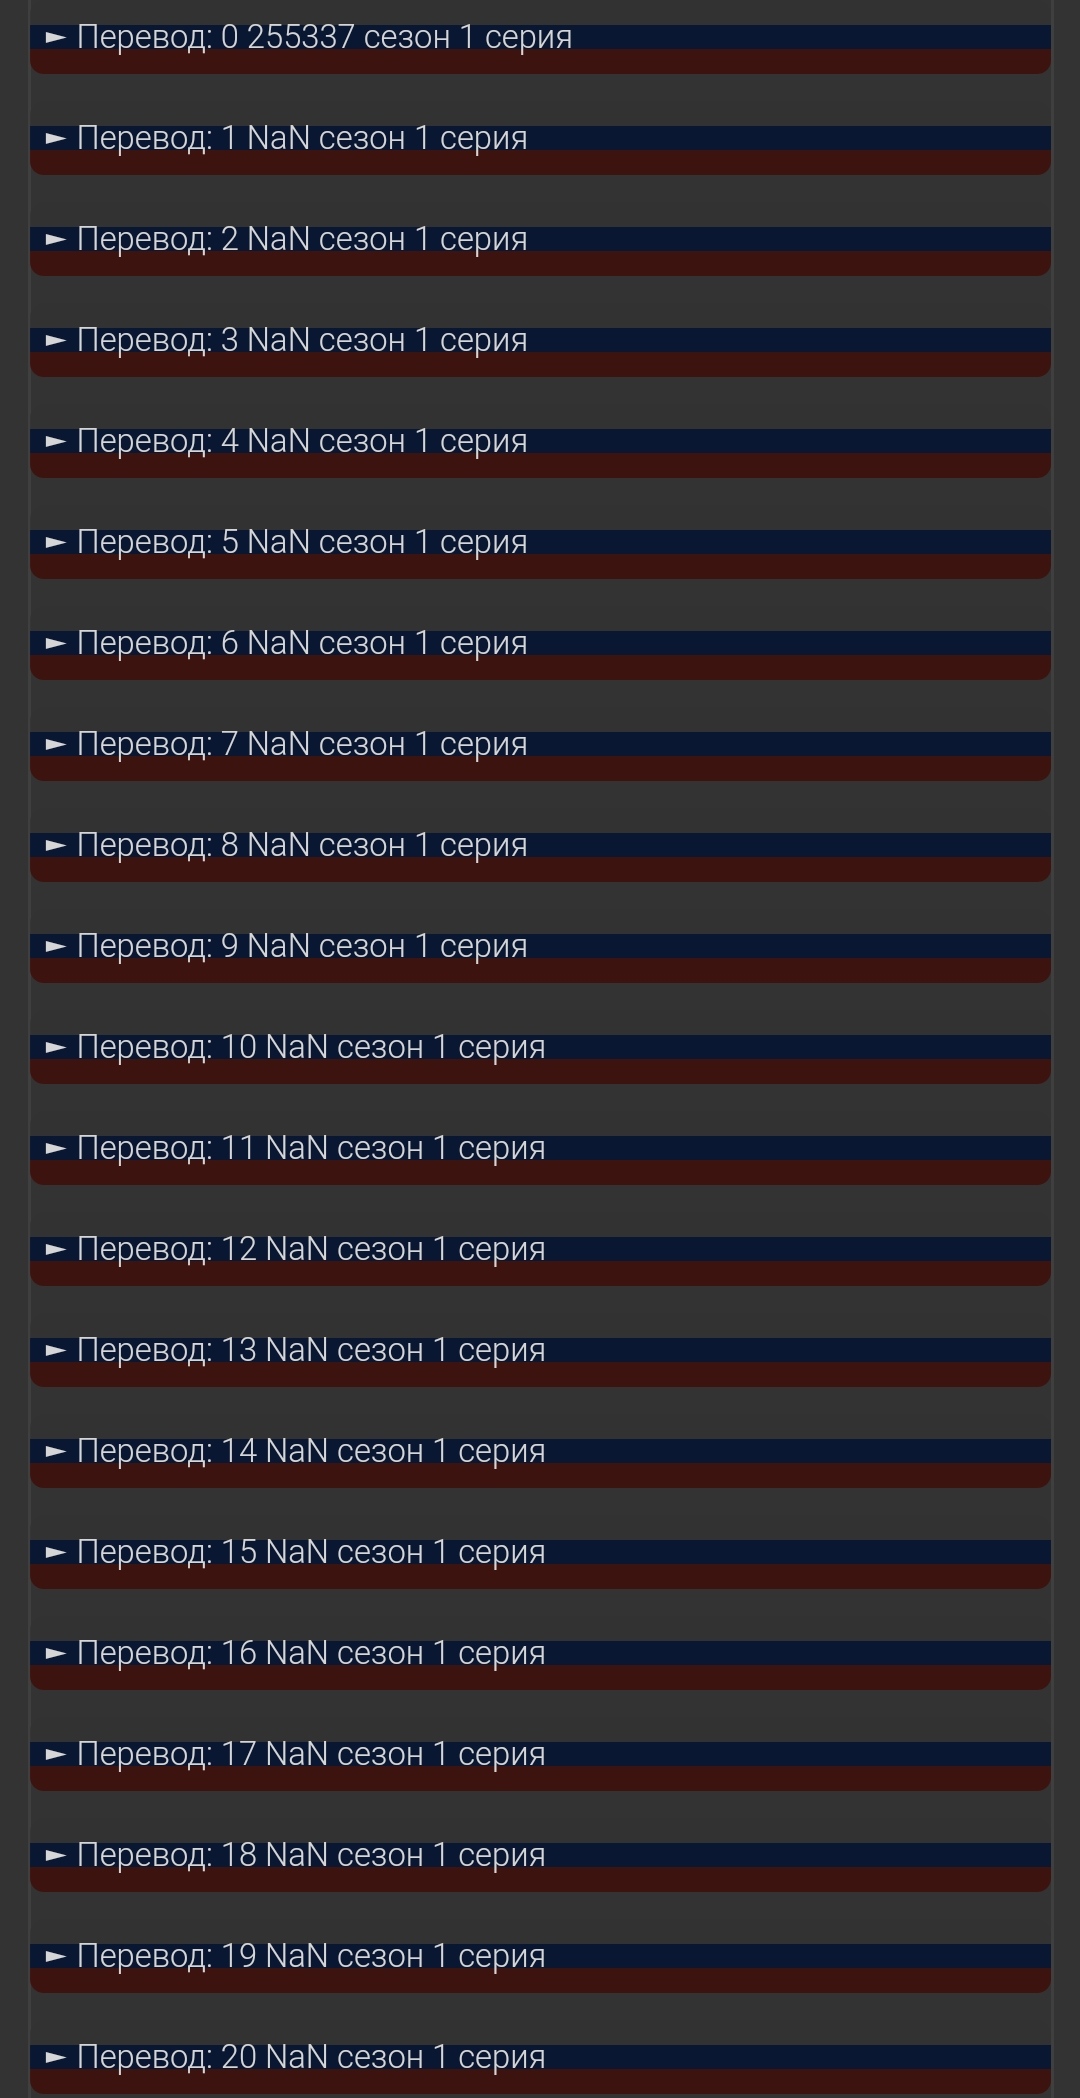 ► Перевод: 0 255337 сезон 1 серия
► Перевод: 1 NaN сезон 1 серия
► Перевод: 2 NaN сезон 1 серия
► Перевод: 3 NaN сезон 1 серия
► Перевод: 4 NaN сезон 1 серия
► Перевод: 5 NaN сезон 1 серия
► Перевод: 6 NaN сезон 1 серия
► Перевод: 7 NaN сезон 1 серия
► Перевод: 8 NaN сезон 1 серия
► Перевод: 9 NaN сезон 1 серия
► Перевод: 10 NaN сезон 1 серия
► Перевод: 11 NaN сезон 1 серия
► Перевод: 12 NaN сезон 1 серия
► Перевод: 13 NaN сезон 1 серия
► Перевод: 14 NaN сезон 1 серия
► Перевод: 15 NaN сезон 1 серия
► Перевод: 16 NaN сезон 1 серия
► Перевод: 17 NaN сезон 1 серия
► Перевод: 18 NaN сезон 1 серия
► Перевод: 19 NaN сезон 1 серия
► Перевод: 20 NaN сезон 1 серия